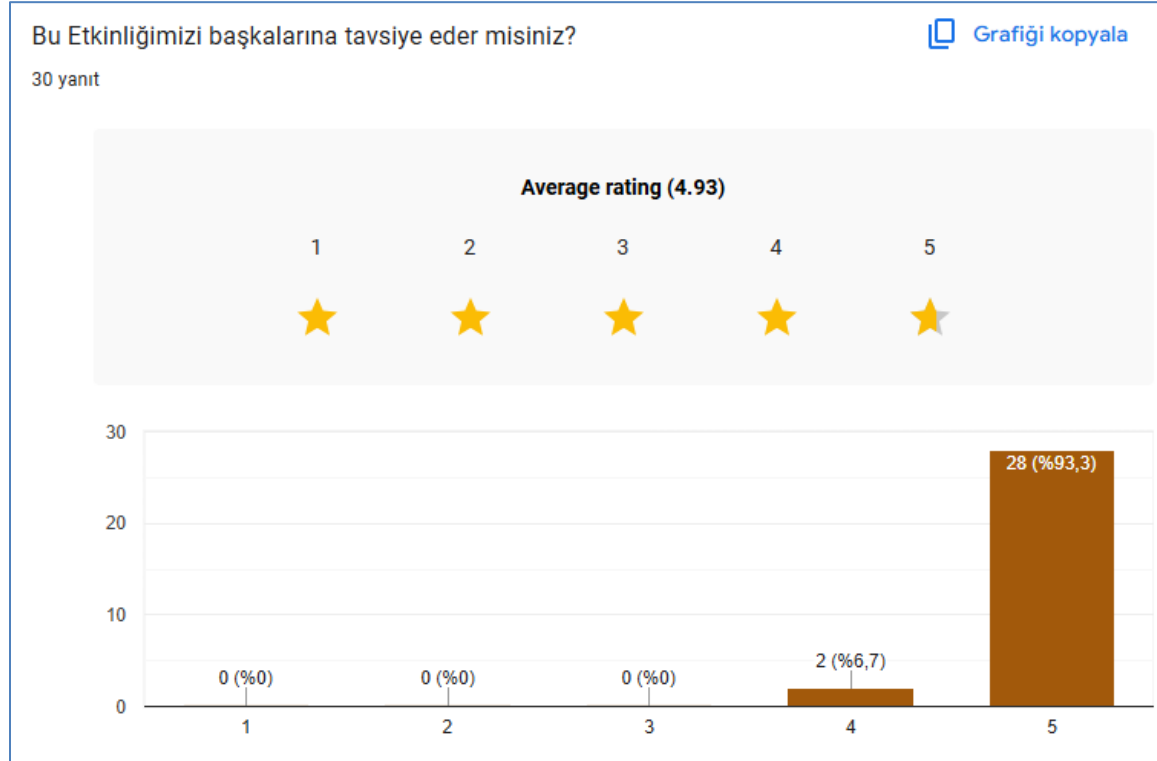 Bu Etkinliğimizi başkalarına tavsiye eder misiniz?
Grafiği kopyala
30 yanıt
Average rating (4.93)
1 2 3 4 5
30
28 (%93,3)
20
10
2 (%6,7)
0 (%0) 0 (%0) 0 (%0)
0
1 2 3 4 5